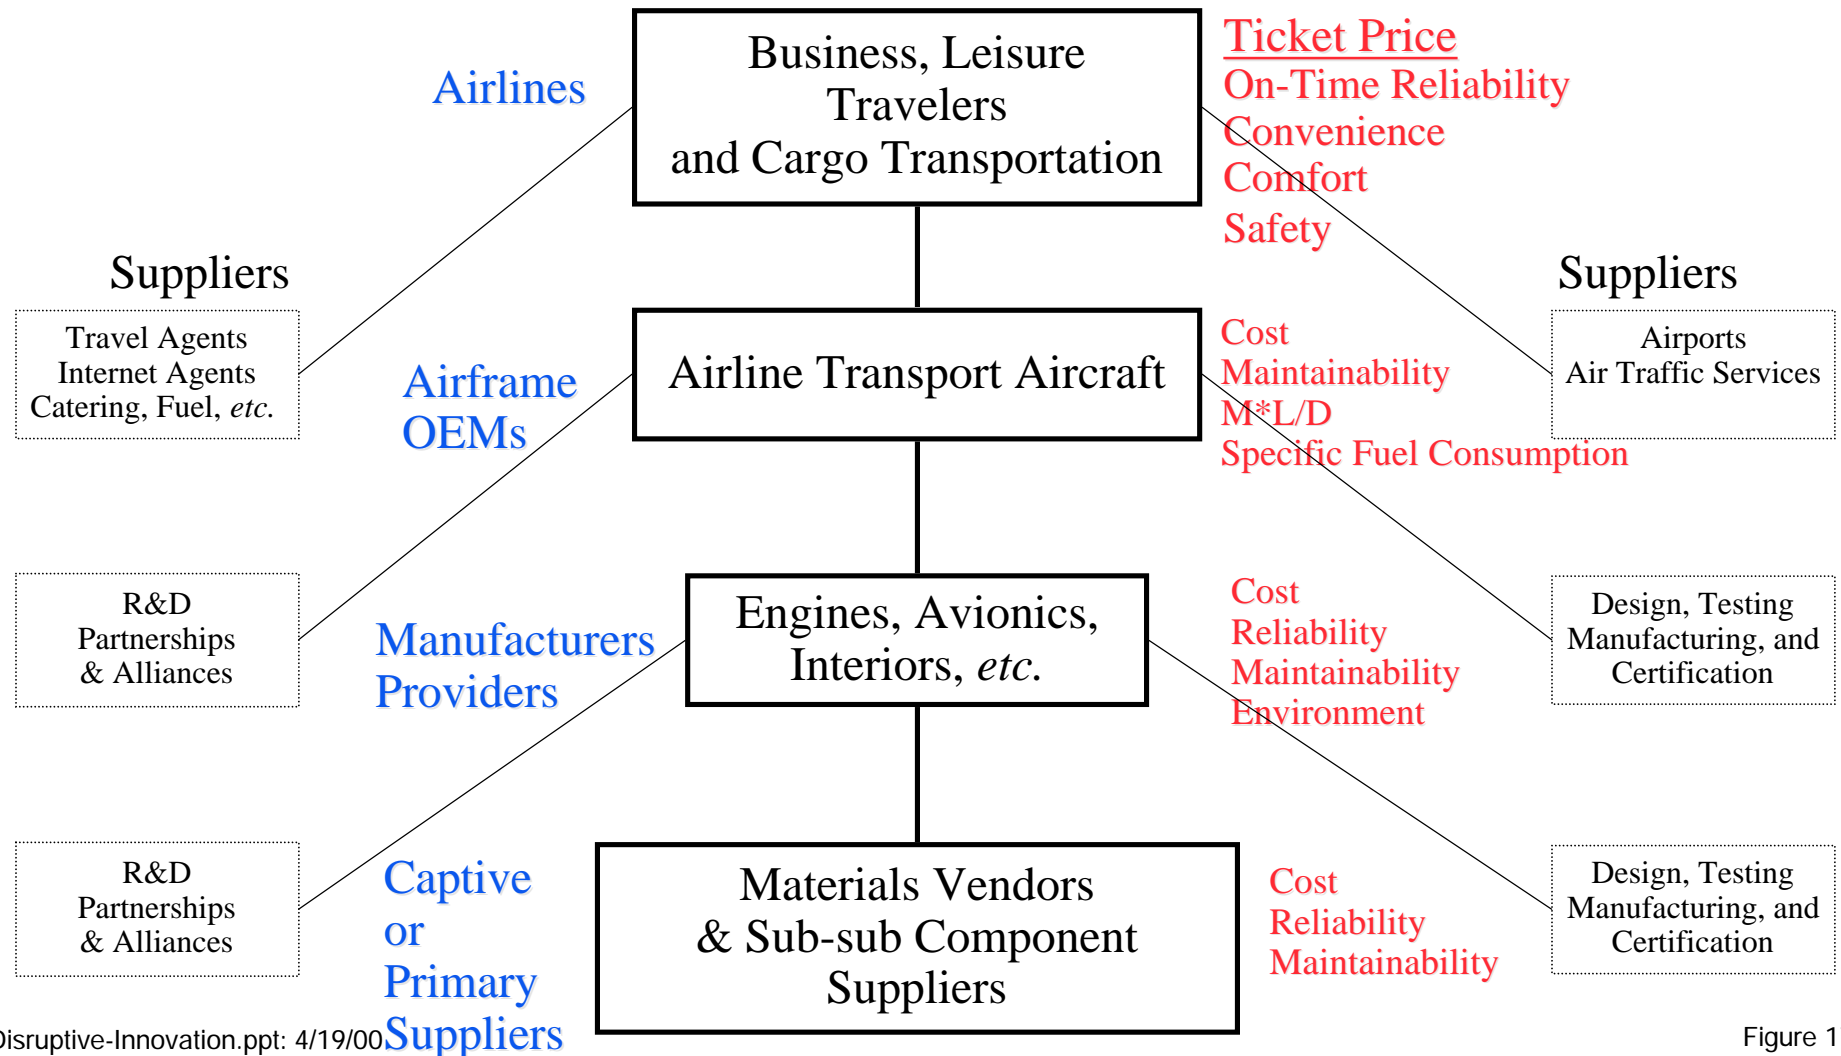 Airlines
Business, Leisure
Travelers
and Cargo Transportation
Ticket Price
On-Time Reliability
Convenience
Comfort
Safety
Suppliers
Travel Agents
Internet Agents
Catering, Fuel, etc.
Airframe
OEMs
Airline Transport Aircraft
Cost
Maintainability
M*L/D
Specific Fuel Consumption
Suppliers
Airports
Air Traffic Services
R&D
Partnerships
& Alliances
Manufacturers
Providers
Engines, Avionics,
Interiors, etc.
Cost
Reliability
Maintainability
Environment
Design, Testing
Manufacturing, and
Certification
R&D
Partnerships
& Alliances
Captive
or
Primary
Suppliers
Materials Vendors
& Sub-sub Component
Suppliers
Cost
Reliability
Maintainability
Design, Testing
Manufacturing, and
Certification
Disruptive-Innovation.ppt: 4/19/00
Figure 1